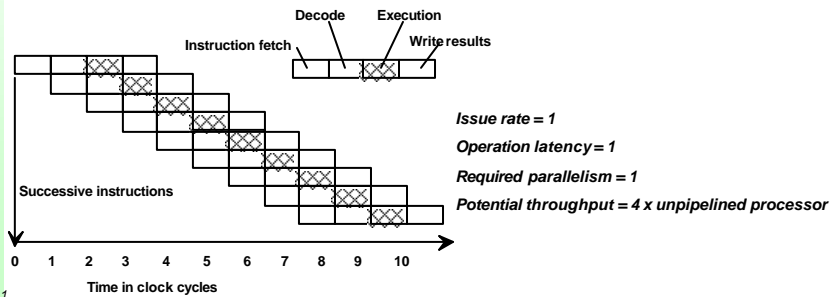 Decode
Execution
Instruction fetch
Write results
Issue rate = 1
Operation latency = 1
Required parallelism = 1
Potential throughput = 4 x unpipelined processor
Successive instructions
0 1 2 3 4 5 6 7 8 9 10
Time in clock cycles
1